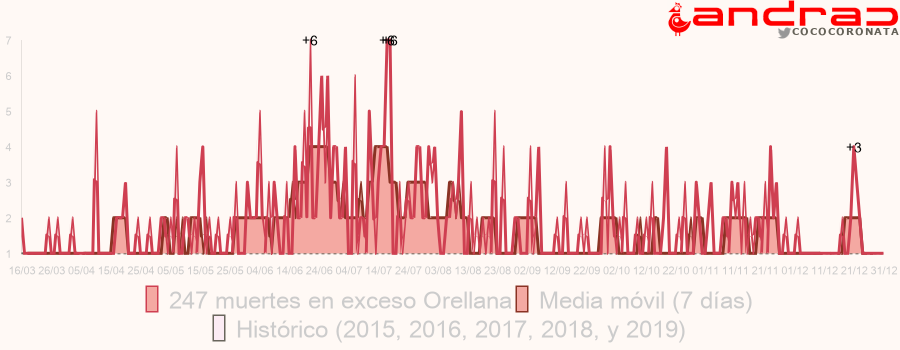 andrac
COCOCORONATA
7
+6
+6
6
5
4
+3
3
2
1
16/03 26/03 05/04 15/04 25/04 05/05 15/05 25/05 04/06 14/06 24/06 04/07 14/07 24/07 03/08 13/08 23/08 02/09 12/09 22/09 02/10 12/10 22/10 01/11 11/11 21/11 01/12 11/12 21/12 31/12
247 muertes en exceso Orellana Media móvil (7 días)
Histórico (2015, 2016, 2017, 2018, y 2019)